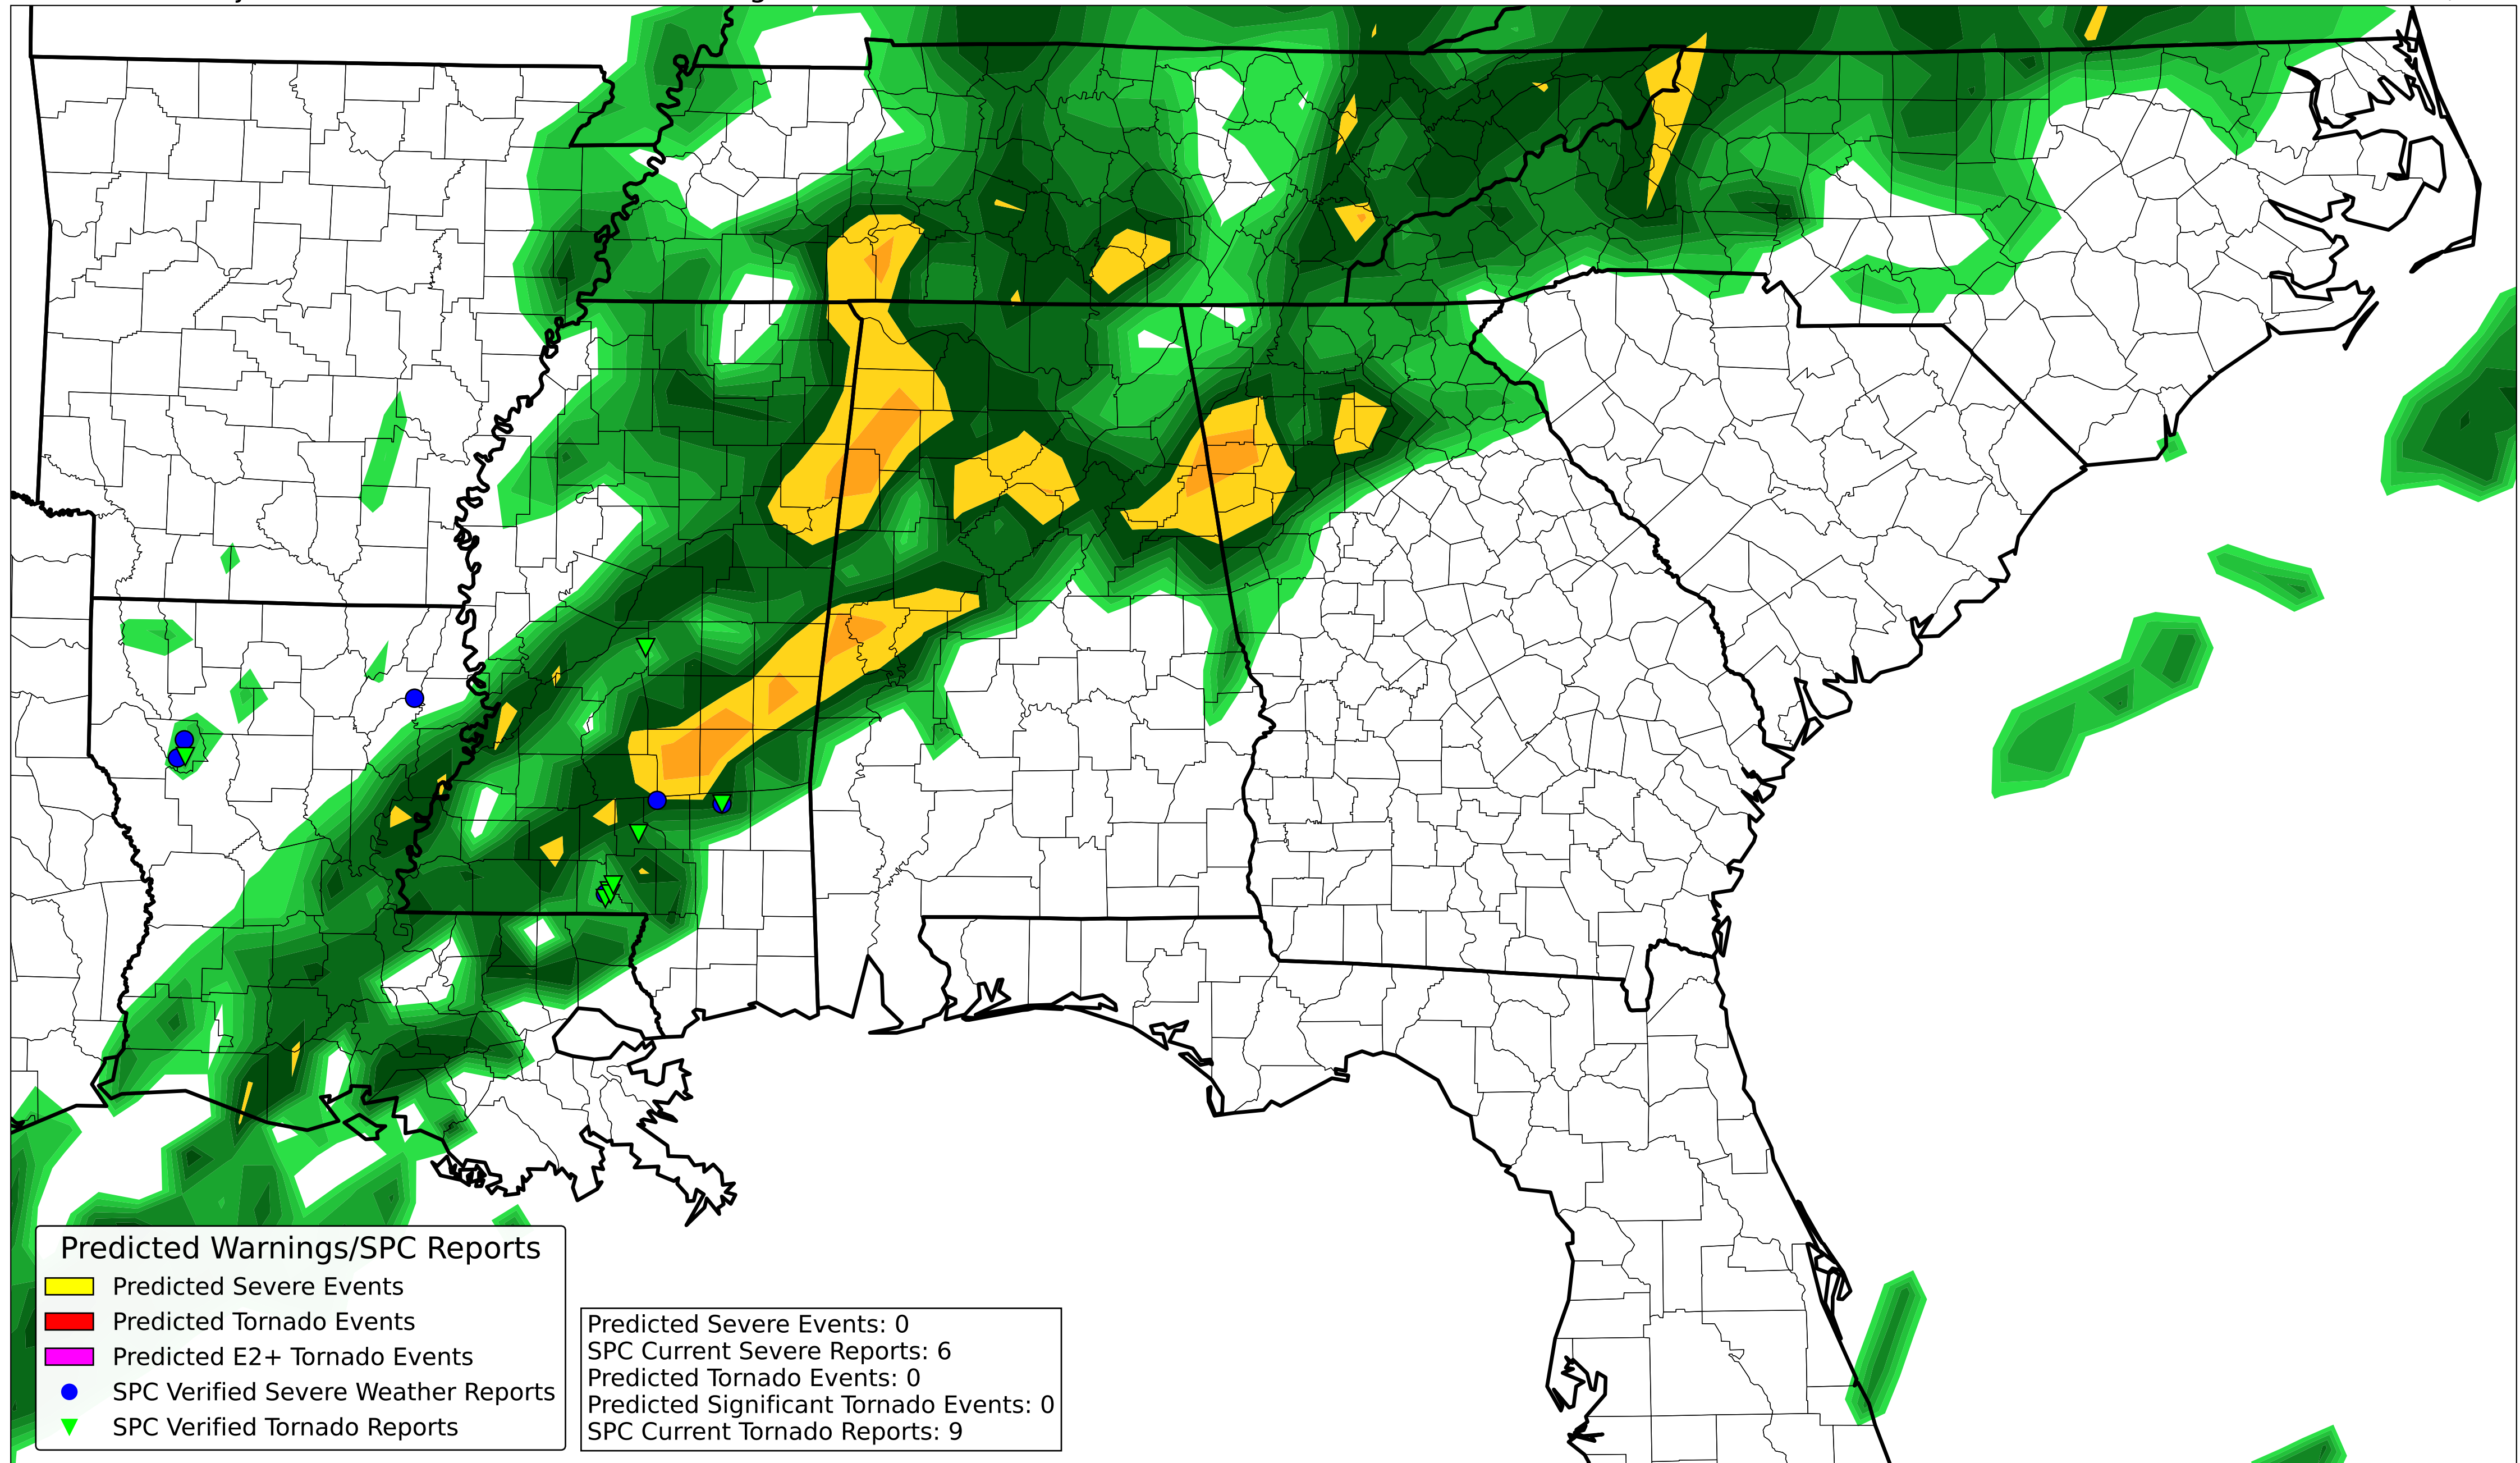 Predicted Warnings/SPC Reports
Predicted Severe Events
Predicted Tornado Events
Predicted E2+ Tornado Events
SPC Verified Severe Weather Reports
SPC Verified Tornado Reports
Predicted Severe Events: 0
SPC Current Severe Reports: 6
Predicted Tornado Events: 0
Predicted Significant Tornado Events: 0
SPC Current Tornado Reports: 9